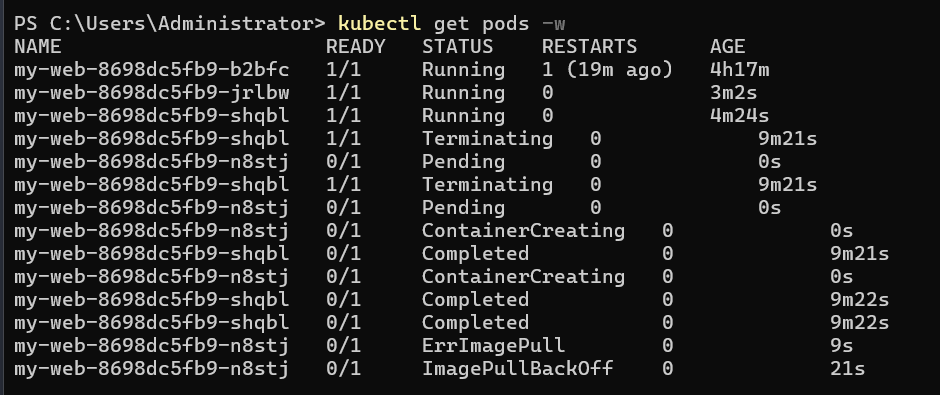 PS C:\Users\Administrator> kubectl get pods -w
NAME                      READY   STATUS    RESTARTS      AGE
my-web-8698dc5fb9-b2bfc   1/1     Running   1 (19m ago)   4h17m
my-web-8698dc5fb9-jrlbw   1/1     Running   0             3m2s
my-web-8698dc5fb9-shqbl   1/1     Running   0             4m24s
my-web-8698dc5fb9-shqbl   1/1     Terminating   0             9m21s
my-web-8698dc5fb9-n8stj   0/1     Pending       0             0s
my-web-8698dc5fb9-shqbl   1/1     Terminating   0             9m21s
my-web-8698dc5fb9-n8stj   0/1     Pending       0             0s
my-web-8698dc5fb9-n8stj   0/1     ContainerCreating   0             0s
my-web-8698dc5fb9-shqbl   0/1     Completed           0             9m21s
my-web-8698dc5fb9-n8stj   0/1     ContainerCreating   0             0s
my-web-8698dc5fb9-shqbl   0/1     Completed           0             9m22s
my-web-8698dc5fb9-shqbl   0/1     Completed           0             9m22s
my-web-8698dc5fb9-n8stj   0/1     ErrImagePull        0             9s
my-web-8698dc5fb9-n8stj   0/1     ImagePullBackOff    0             21s